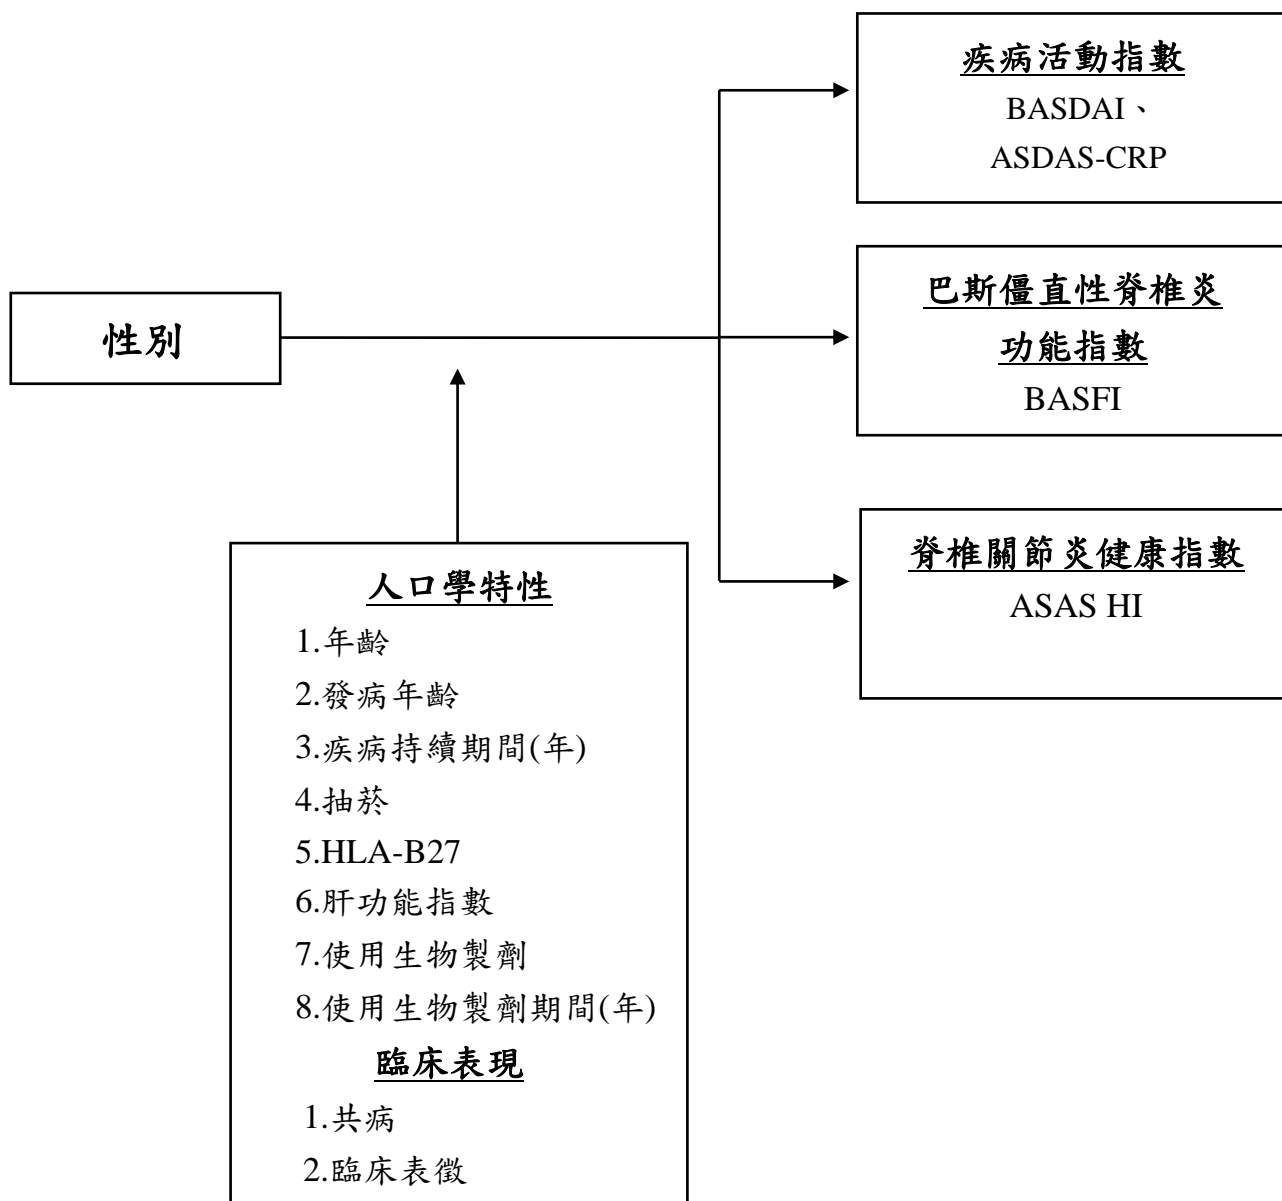 疾病活動指數
BASDAI、
ASDAS-CRP
巴斯僵直性脊椎炎
功能指數
BASFI
性別
脊椎關節炎健康指數
ASAS HI
人口學特性
1.年齡
2.發病年齡
3.疾病持續期間(年)
4.抽菸
5.HLA-B27
6.肝功能指數
7.使用生物製劑
8.使用生物製劑期間(年)
臨床表現
1.共病
2.臨床表徵